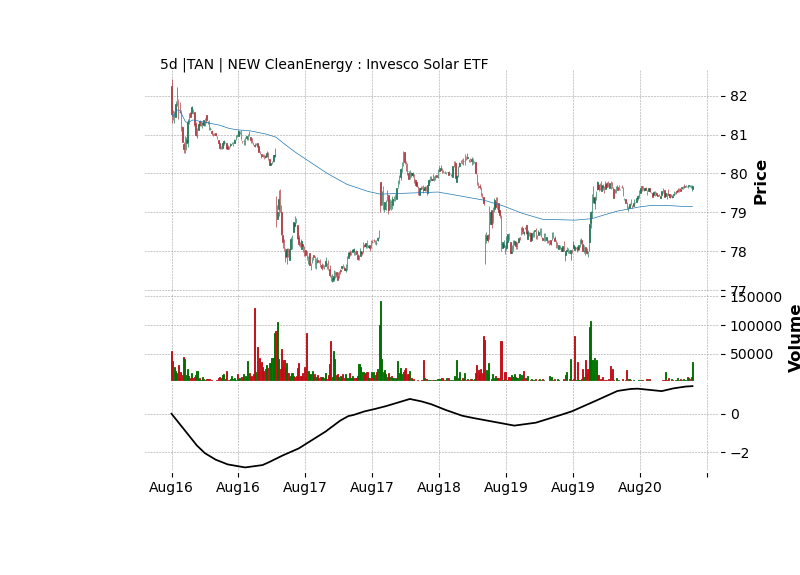 5d |TAN | NEW CleanEnergy : Invesco Solar ETF
82
81
80
79
78
77
Price
150000
100000
50000
Volume
0
−2
Aug16 Aug16 Aug17 Aug17 Aug18 Aug19 Aug19 Aug20